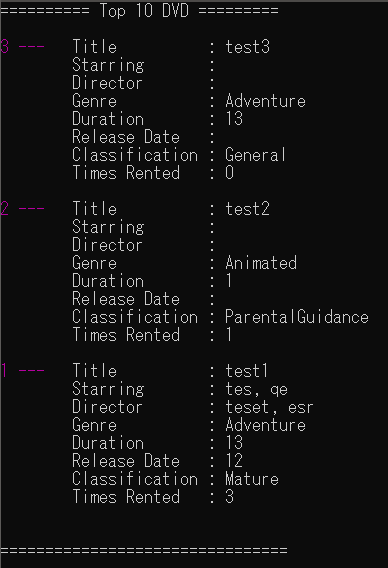 ========== Top 10 DVD =========
3 --- Title : test3
Starring :
Director :
Genre : Adventure
Duration : 13
Release Date :
Classification : General
Times Rented : 0
2 --- Title : test2
Starring :
Director :
Genre : Animated
Duration : 1
Release Date :
Classification : ParentalGuidance
Times Rented : 1
1 --- Title : test1
Starring : tes, qe
Director : teset, esr
Genre : Adventure
Duration : 13
Release Date : 12
Classification : Mature
Times Rented : 3
================================